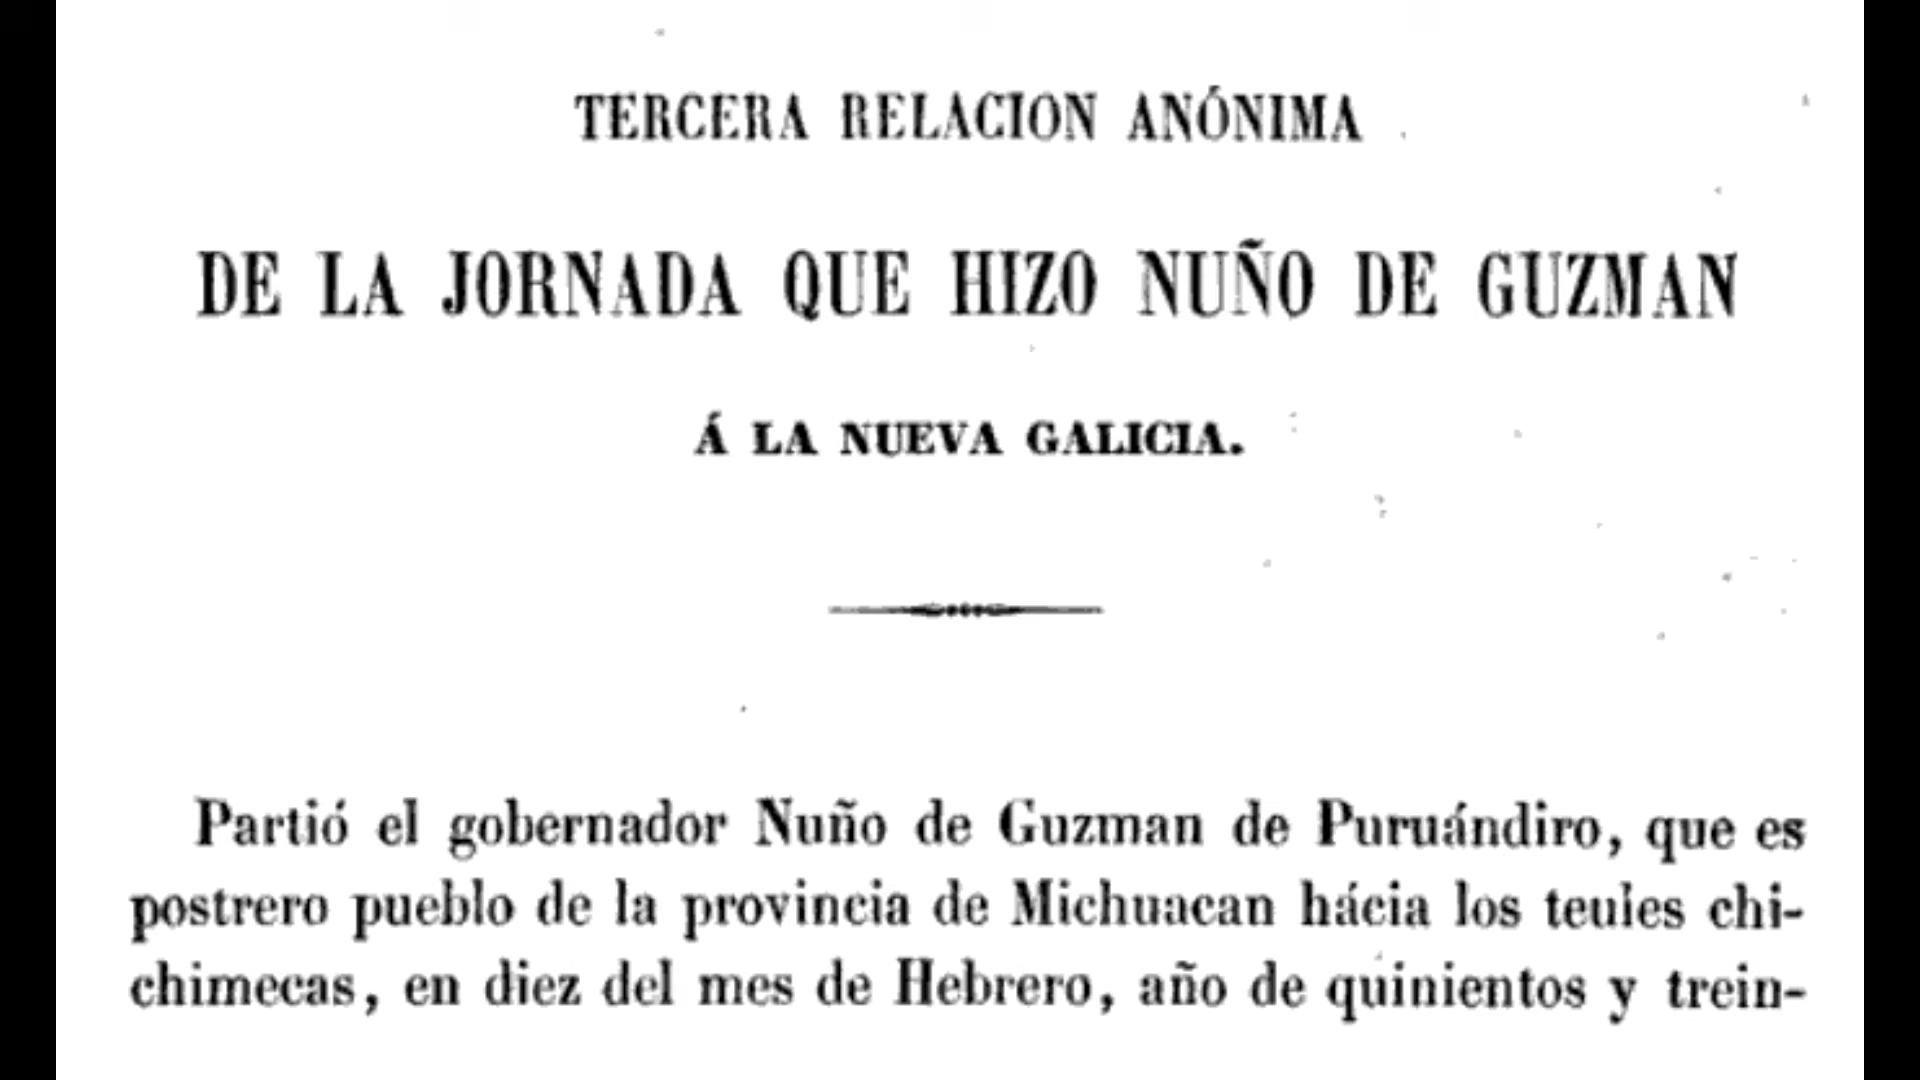 TERCERA RELACION ANÓNIMA
DE LA JORNADA QUE HIZO NUÑO DE GUZMAN
Á LA NUEVA GALICIA.
Partió el gobernador Nuño de Guzman de Puruándiro, que es
postrero pueblo de la provincia de Michuacan hácia los teules chi-
chimecas, en diez del mes de Hebrero, año de quinientos y trein-